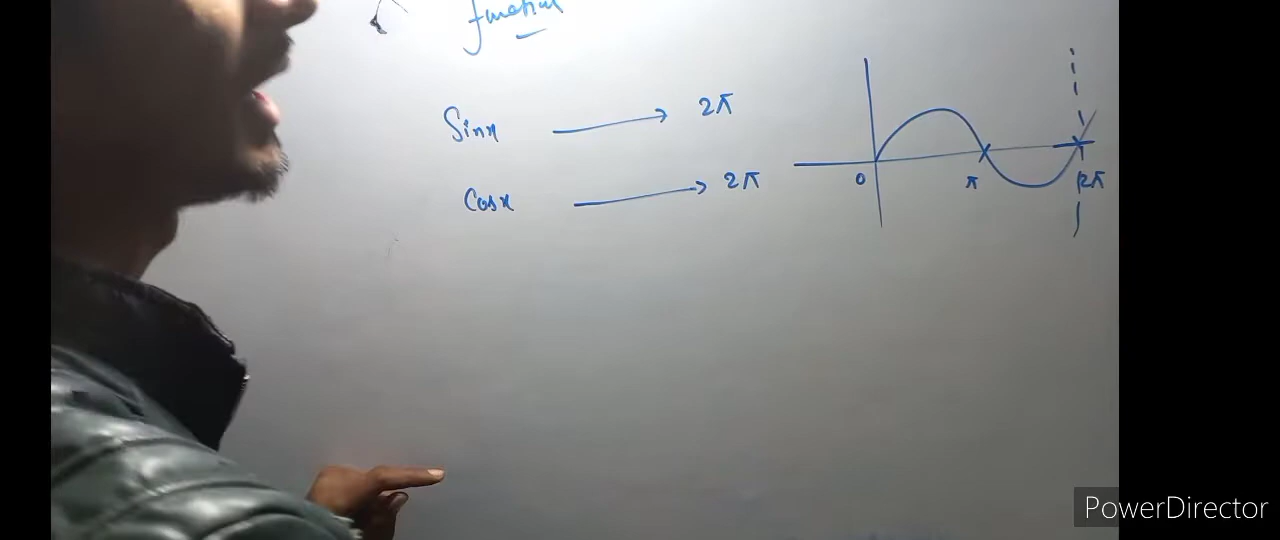 function
Sinx → 2π
Cosx → 2π
0 π 2π
PowerDirector